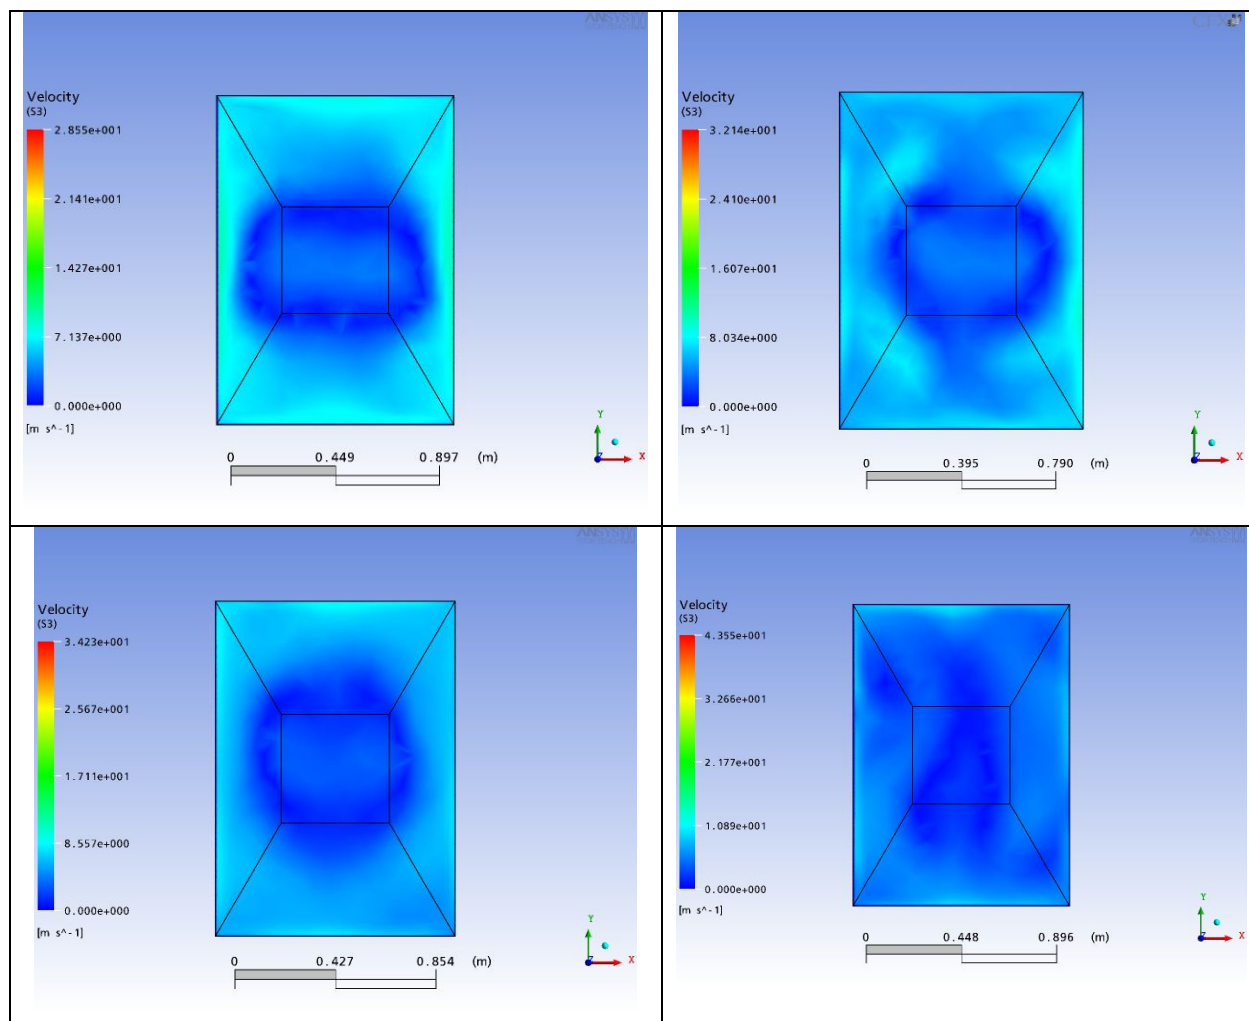 ANSYS
Velocity
(S3)
2.855e+001
2.141e+001
1.427e+001
7.137e+000
0.000e+000
[m s^-1]
0 0.449 0.897 (m)
Y
Z X
CFX
Velocity
(S3)
3.214e+001
2.410e+001
1.607e+001
8.034e+000
0.000e+000
[m s^-1]
0 0.395 0.790 (m)
Y
Z X
ANSYS
Velocity
(S3)
3.423e+001
2.567e+001
1.711e+001
8.557e+000
0.000e+000
[m s^-1]
0 0.427 0.854 (m)
Y
Z X
ANSYS
Velocity
(S3)
4.355e+001
3.266e+001
2.177e+001
1.089e+001
0.000e+000
[m s^-1]
0 0.448 0.896 (m)
Y
Z X